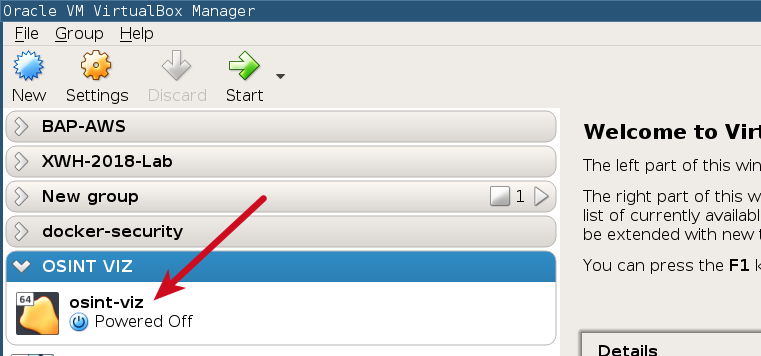 Oracle VM VirtualBox Manager
File Group Help
New Settings Discard Start
BAP-AWS
XWH-2018-Lab
New group 1
docker-security
OSINT VIZ
64
osint-viz
Powered Off
Welcome to Virt
The left part of this win
The right part of this w
list of currently availabl
be extended with new t
You can press the F1 k
Details